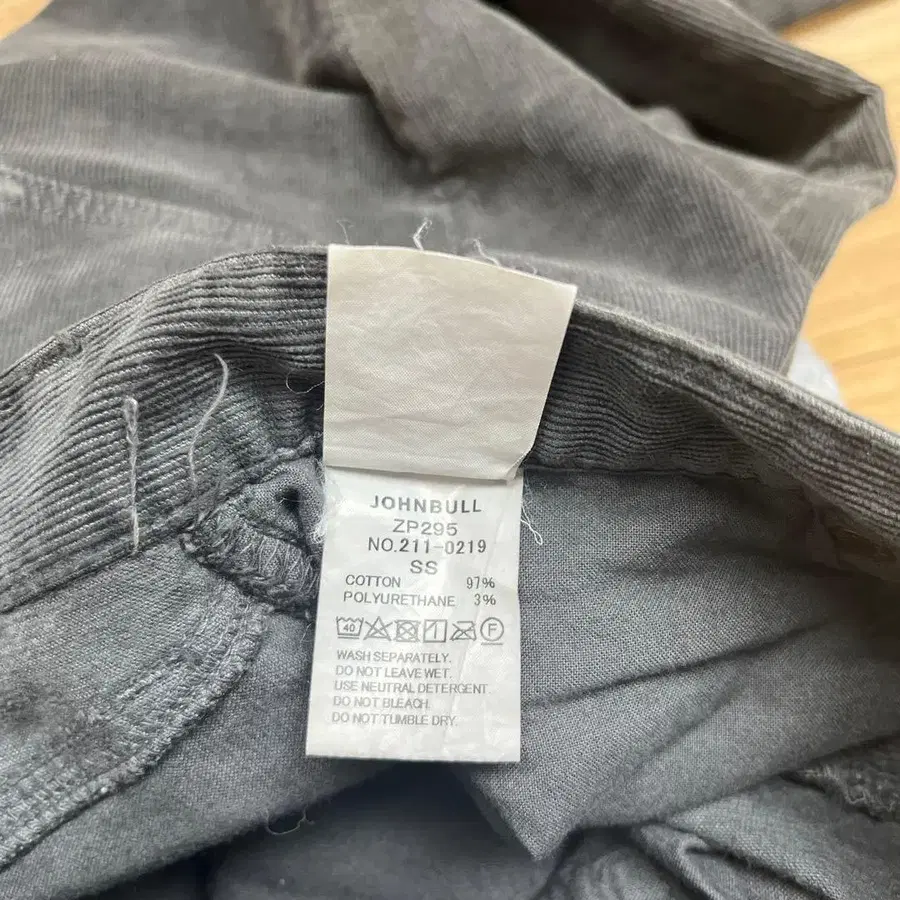 JOHNBULL
ZP295
NO.211-0219
SS
COTTON 97%
POLYURETHANE 3%
40 F
WASH SEPARATELY.
DO NOT LEAVE WET.
USE NEUTRAL DETERGENT.
DO NOT BLEACH.
DO NOT TUMBLE DRY.